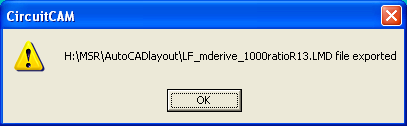 CircuitCAM
H:\MSR\AutoCADlayout\LF_mderive_1000ratioR13.LMD file exported
OK